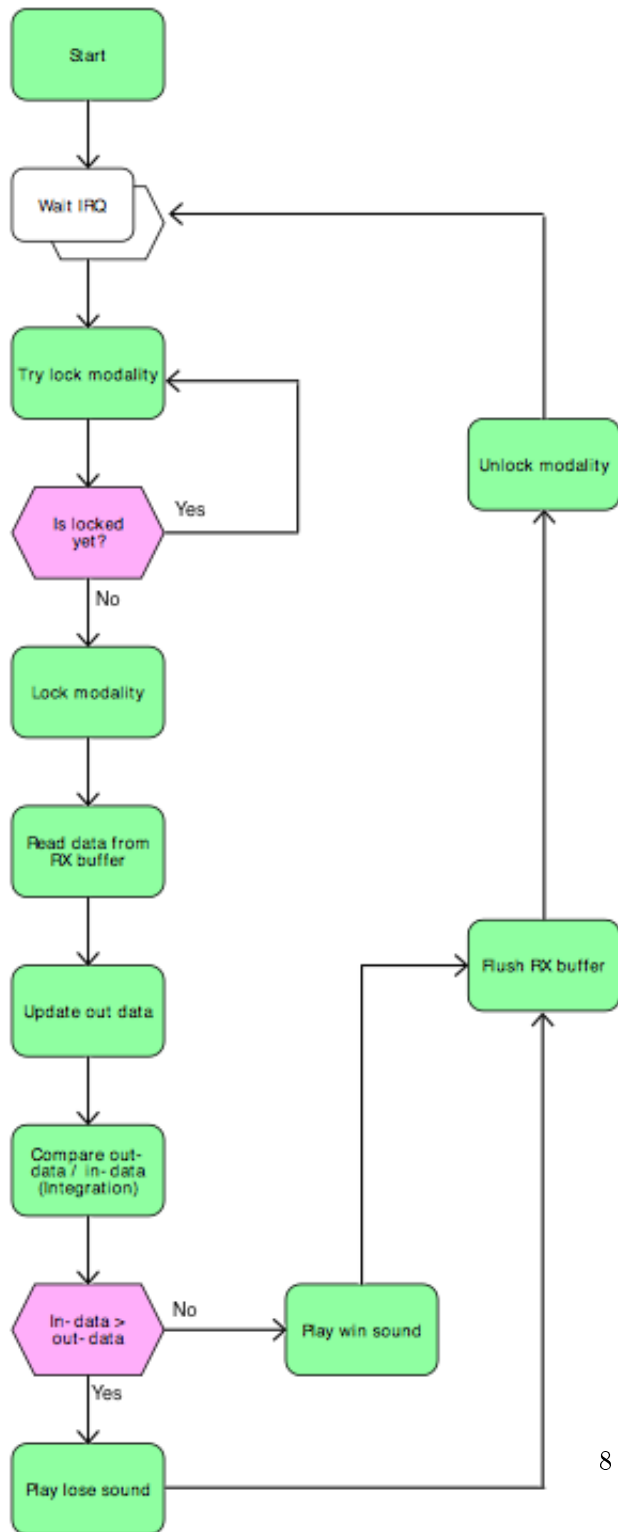 Start
Wait IRQ
Try lock modality
Is locked
yet?
Yes
No
Lock modality
Read data from
RX buffer
Update out data
Compare out-
data / in-data
(Integration)
In-data >
out-data
No
Yes
Play win sound
Play lose sound
Flush RX buffer
Unlock modality
8